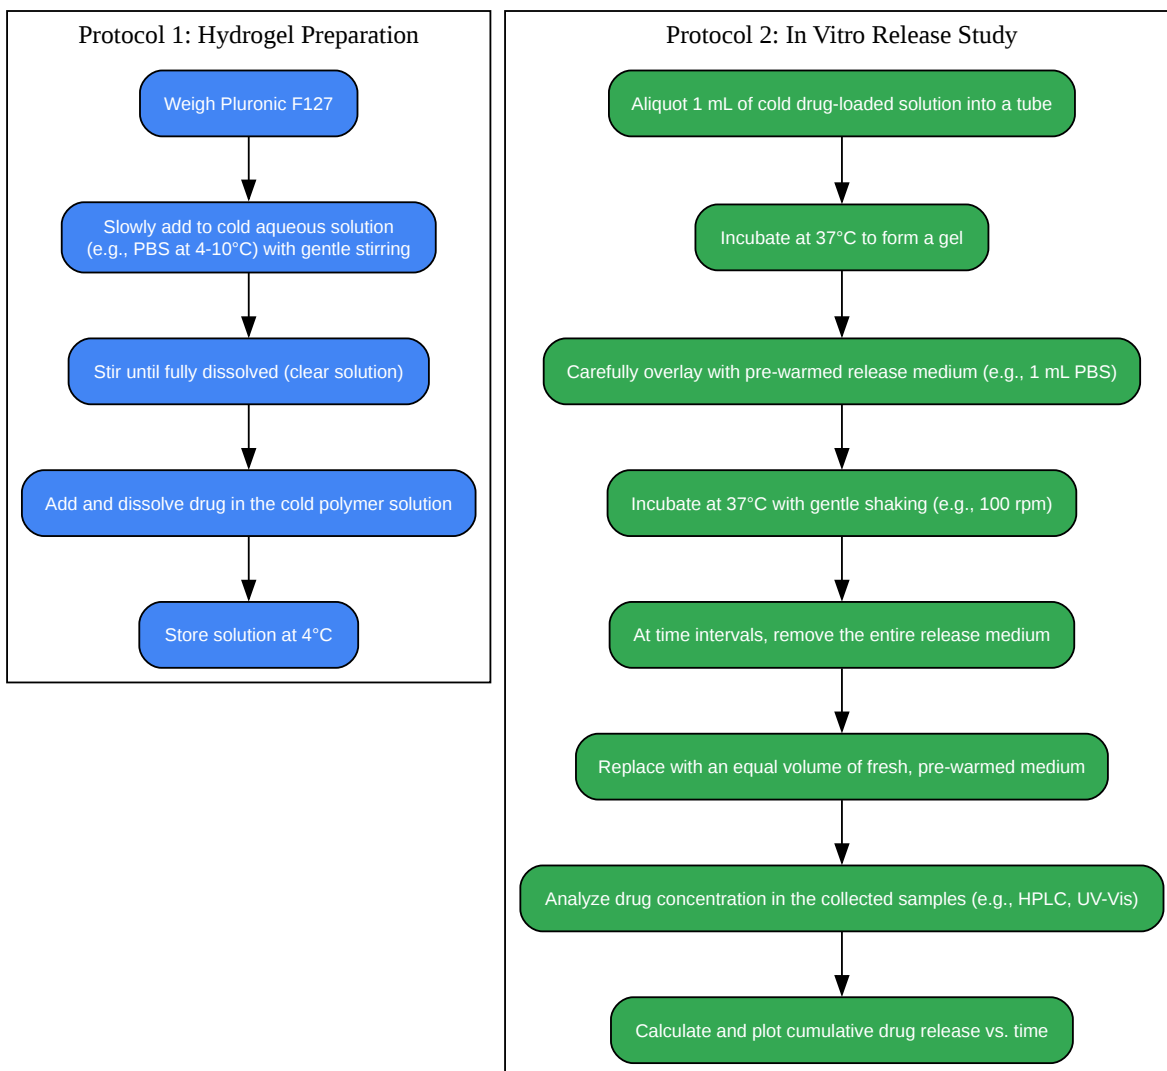 Protocol 1: Hydrogel Preparation
Weigh Pluronic F127
Slowly add to cold aqueous solution
(e.g., PBS at 4-10°C) with gentle stirring
Stir until fully dissolved (clear solution)
Add and dissolve drug in the cold polymer solution
Store solution at 4°C
Protocol 2: In Vitro Release Study
Aliquot 1 mL of cold drug-loaded solution into a tube
Incubate at 37°C to form a gel
Carefully overlay with pre-warmed release medium (e.g., 1 mL PBS)
Incubate at 37°C with gentle shaking (e.g., 100 rpm)
At time intervals, remove the entire release medium
Replace with an equal volume of fresh, pre-warmed medium
Analyze drug concentration in the collected samples (e.g., HPLC, UV-Vis)
Calculate and plot cumulative drug release vs. time